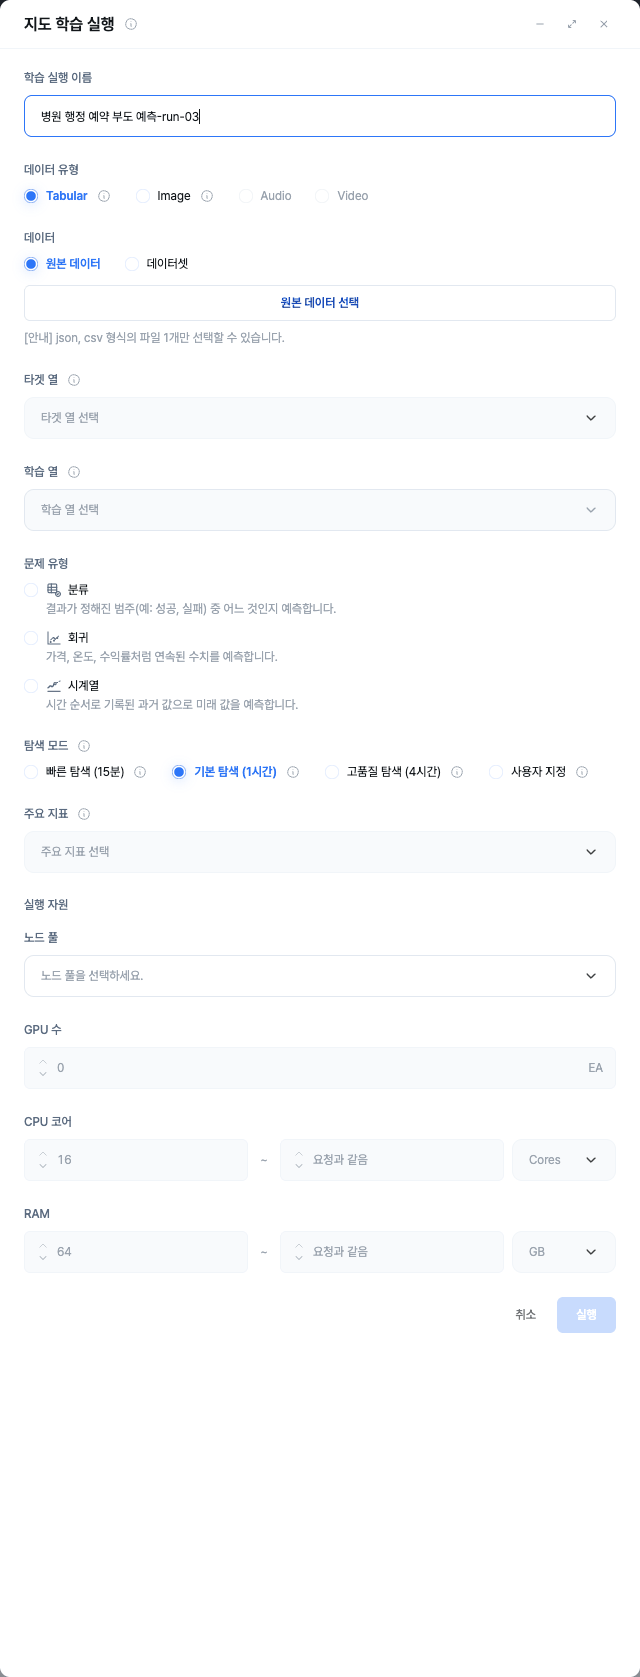 지도 학습 실행
학습 실행 이름
병원 행정 예약 부도 예측-run-03
데이터 유형
Tabular Image Audio Video
데이터
원본 데이터 데이터셋
원본 데이터 선택
[안내] json, csv 형식의 파일 1개만 선택할 수 있습니다.
타겟 열
타겟 열 선택
학습 열
학습 열 선택
문제 유형
분류
결과가 정해진 범주(예: 성공, 실패) 중 어느 것인지 예측합니다.
회귀
가격, 온도, 수익률처럼 연속된 수치를 예측합니다.
시계열
시간 순서로 기록된 과거 값으로 미래 값을 예측합니다.
탐색 모드
빠른 탐색 (15분) 기본 탐색 (1시간) 고품질 탐색 (4시간) 사용자 지정
주요 지표
주요 지표 선택
실행 자원
노드 풀
노드 풀을 선택하세요.
GPU 수
0 EA
CPU 코어
16 ~ 요청과 같음 Cores
RAM
64 ~ 요청과 같음 GB
취소 실행